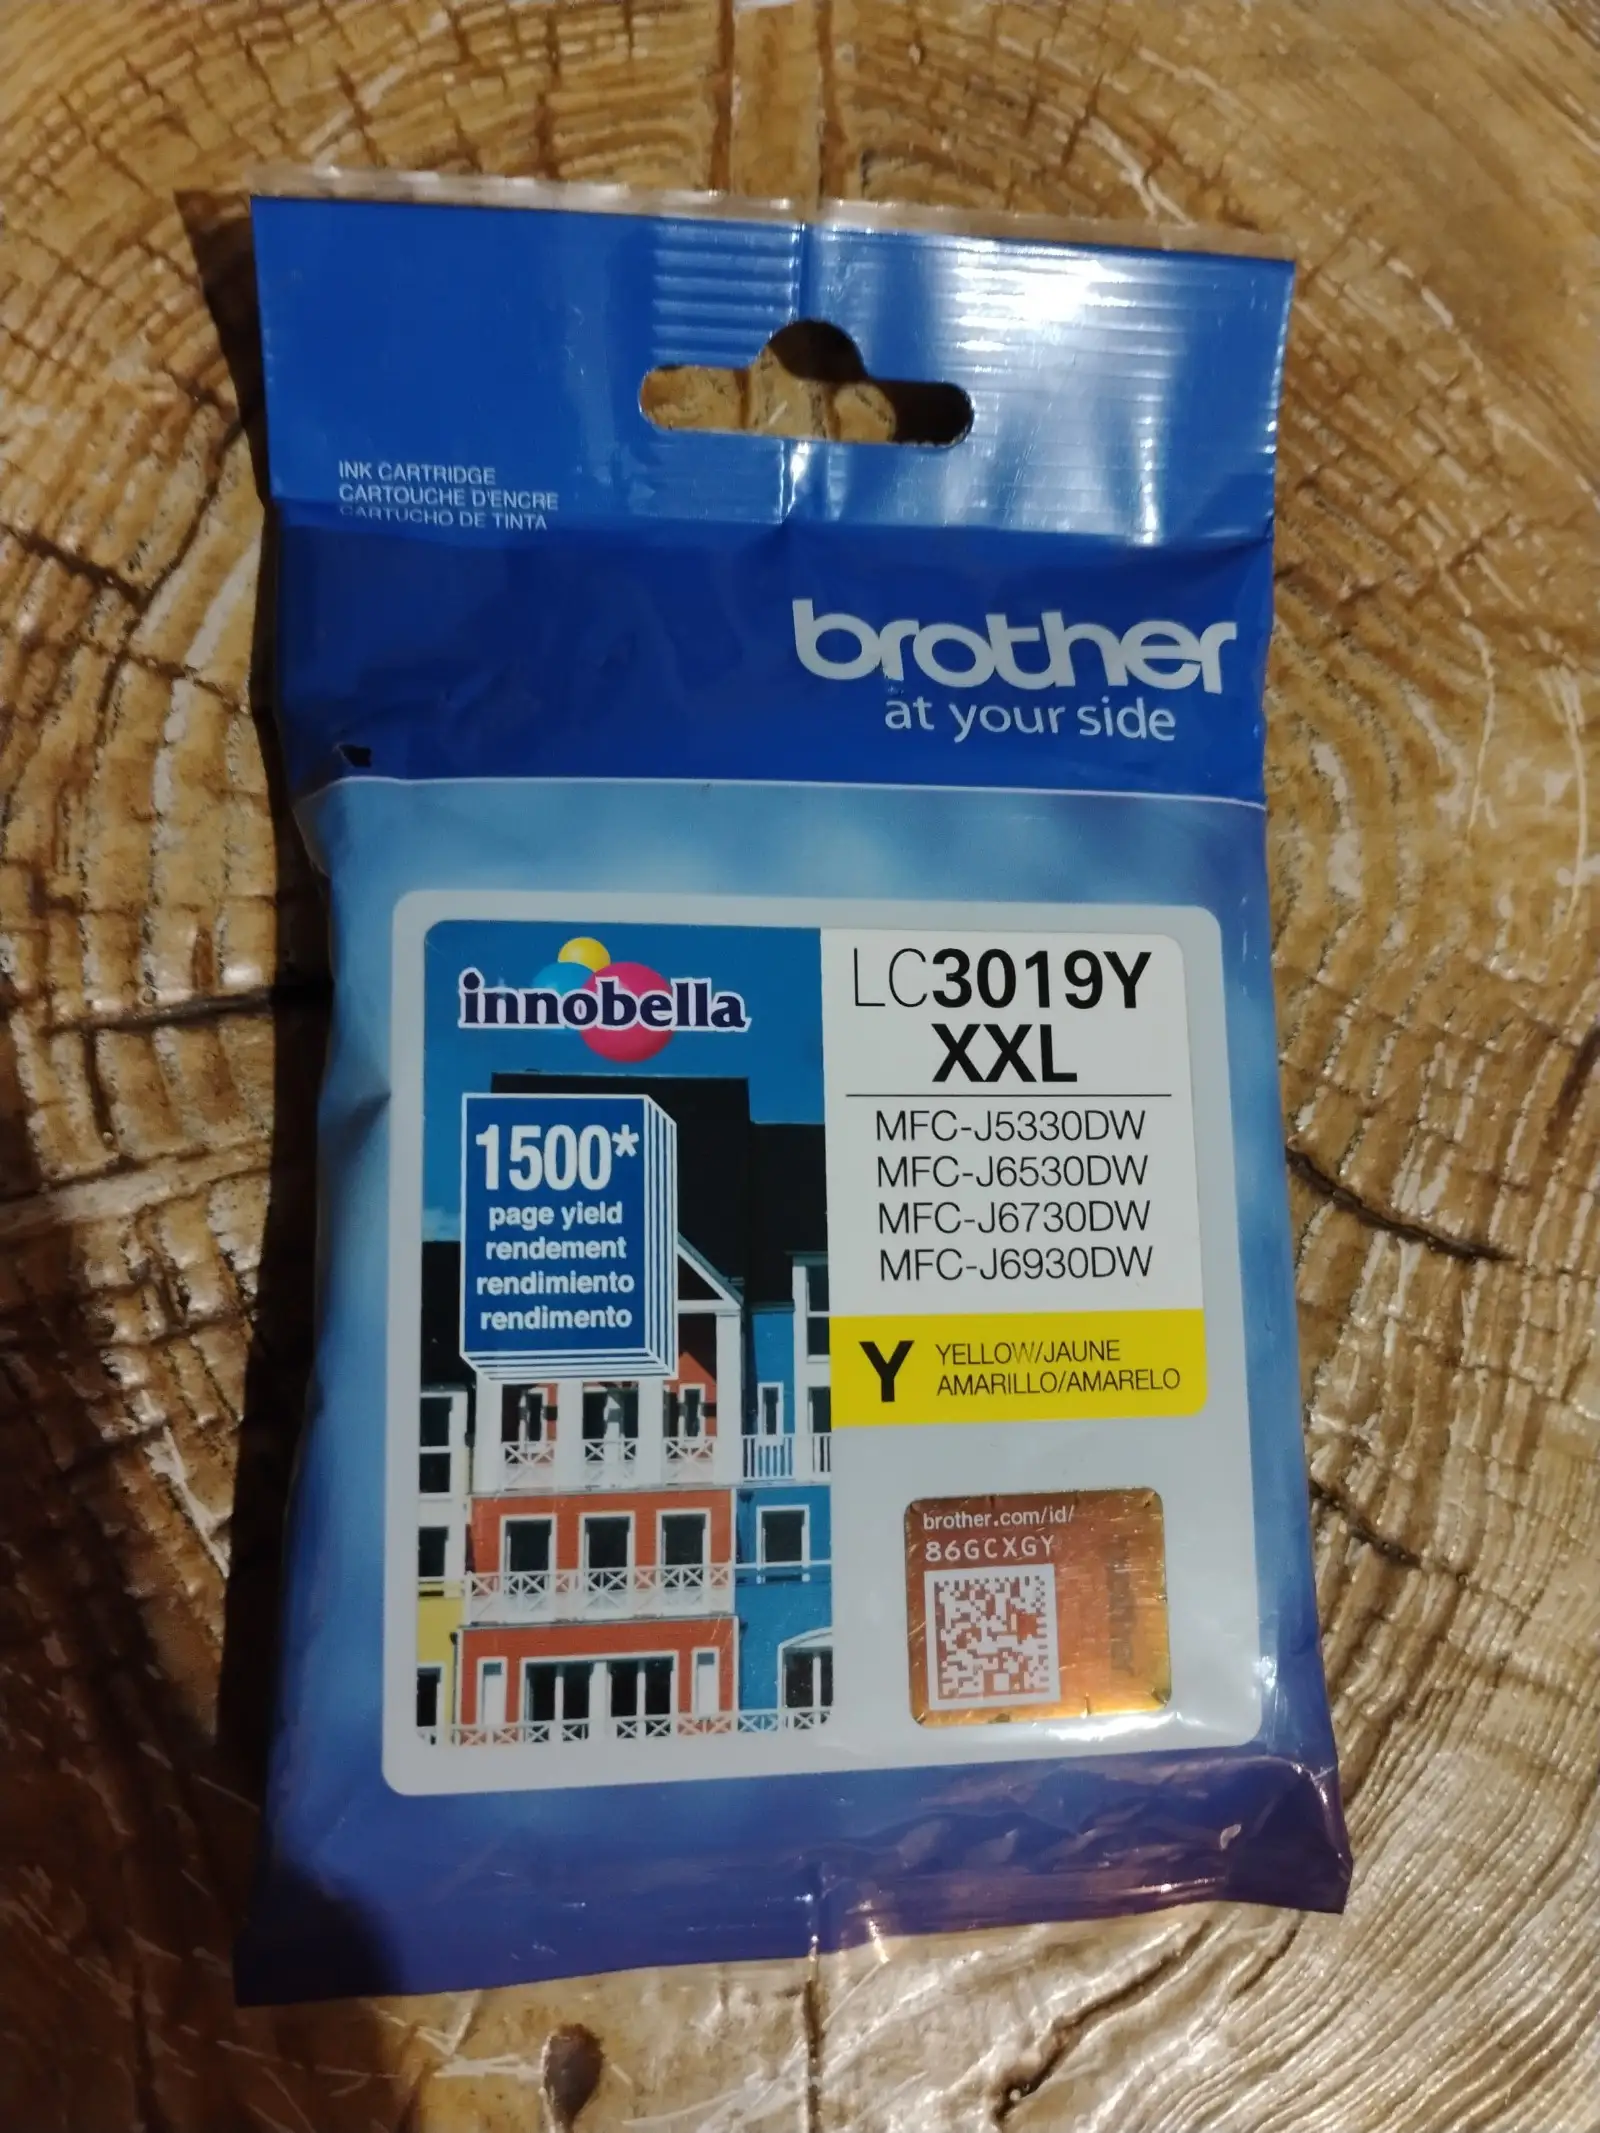 INK CARTRIDGE
CARTOUCHE D'ENCRE
CARTUCHO DE TINTA
brother
at your side
innobella
1500*
page yield
rendement
rendimiento
rendimento
LC3019Y
XXL
MFC-J5330DW
MFC-J6530DW
MFC-J6730DW
MFC-J6930DW
Y
YELLOW/JAUNE
AMARILLO/AMARELO
brother.com/id/
86GCXGY